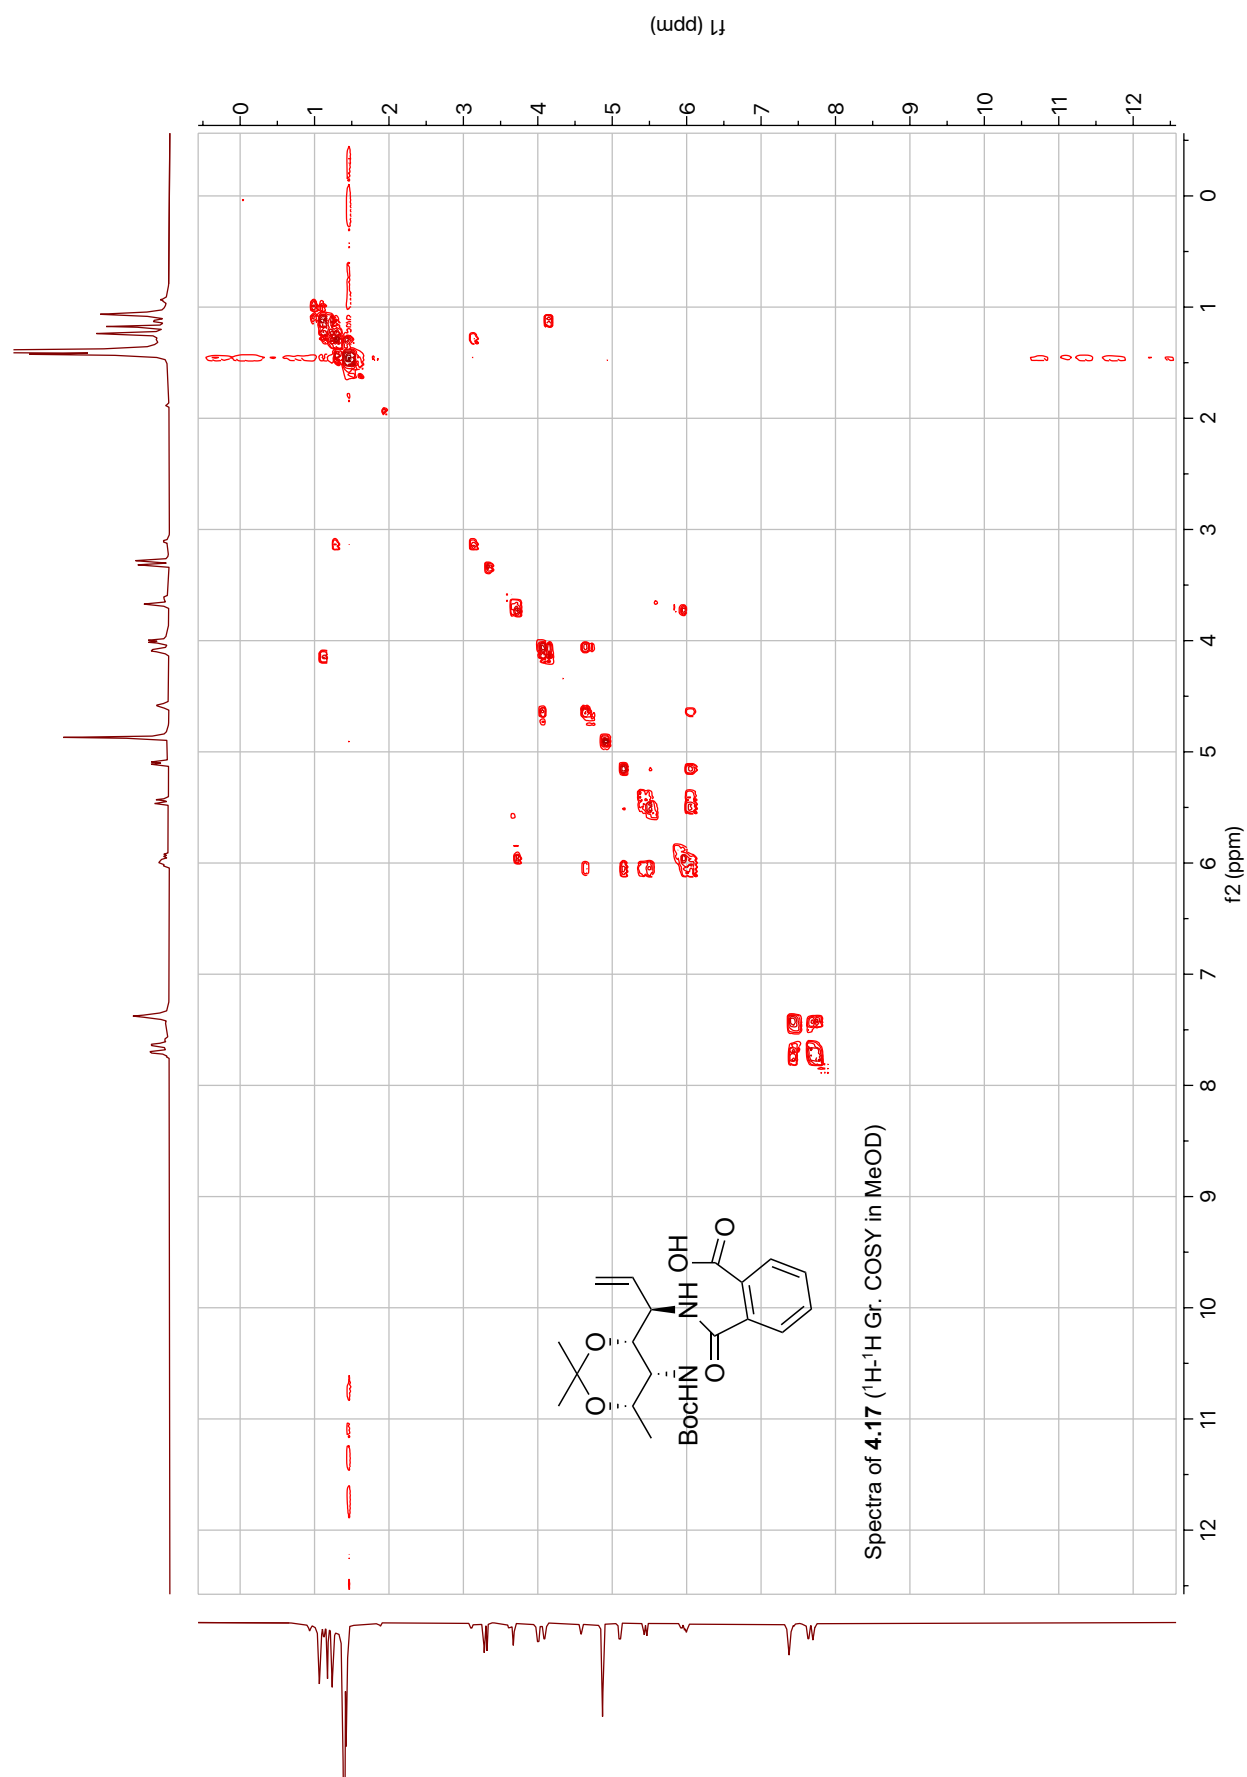 f1 (ppm)
0 1 2 3 4 5 6 7 8 9 10 11 12
0 1 2 3 4 5 6 7 8 9 10 11 12
f2 (ppm)
O
O
BocHN
NH
O
OH
O
Spectra of 4.17 (¹H-¹H Gr. COSY in MeOD)